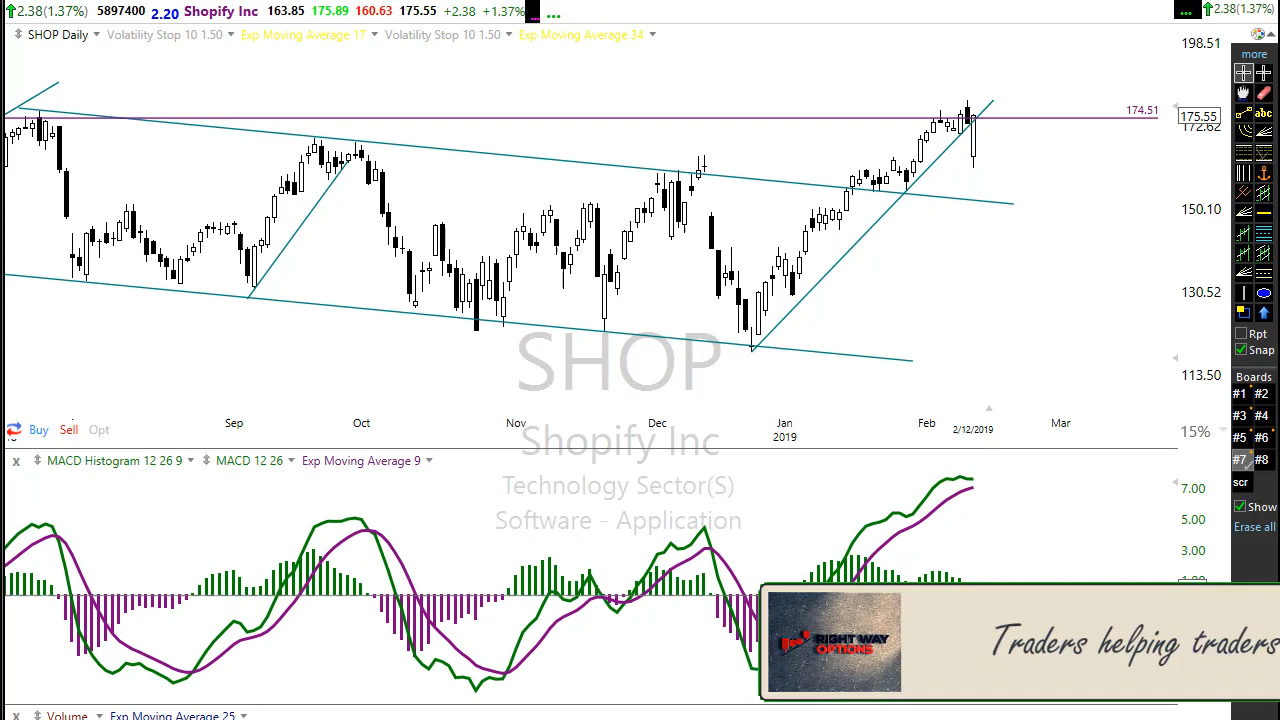 2.38(1.37%) 5897400 2.20 Shopify Inc 163.85 175.89 160.63 175.55 +2.38 +1.37% ... ... 2.38(1.37%)
SHOP Daily Volatility Stop 10 1.50 Exp Moving Average 17 Volatility Stop 10 1.50 Exp Moving Average 34
198.51
more
abc
174.51
175.55
172.62
150.10
130.52
113.50
15%
Rpt
Snap
Boards
#1 #2
#3 #4
#5 #6
#7 #8
scr
Show
Erase all
SHOP
Shopify Inc
Technology Sector(S)
Software - Application
Sep Oct Nov Dec Jan Feb Mar
2019 2/12/2019
Buy Sell Opt
x MACD Histogram 12 26 9 MACD 12 26 Exp Moving Average 9
7.00
5.00
3.00
RIGHT WAY
OPTIONS
Traders helping traders
x Volume Exp Moving Average 25